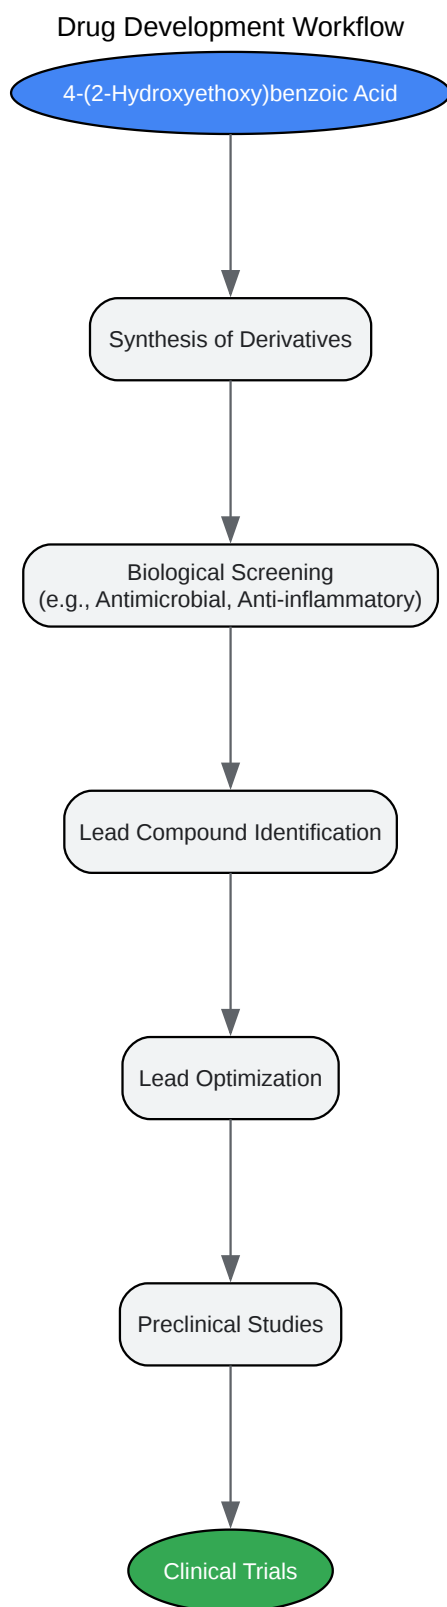 Drug Development Workflow
4-(2-Hydroxyethoxy)benzoic Acid
Synthesis of Derivatives
Biological Screening
(e.g., Antimicrobial, Anti-inflammatory)
Lead Compound Identification
Lead Optimization
Preclinical Studies
Clinical Trials